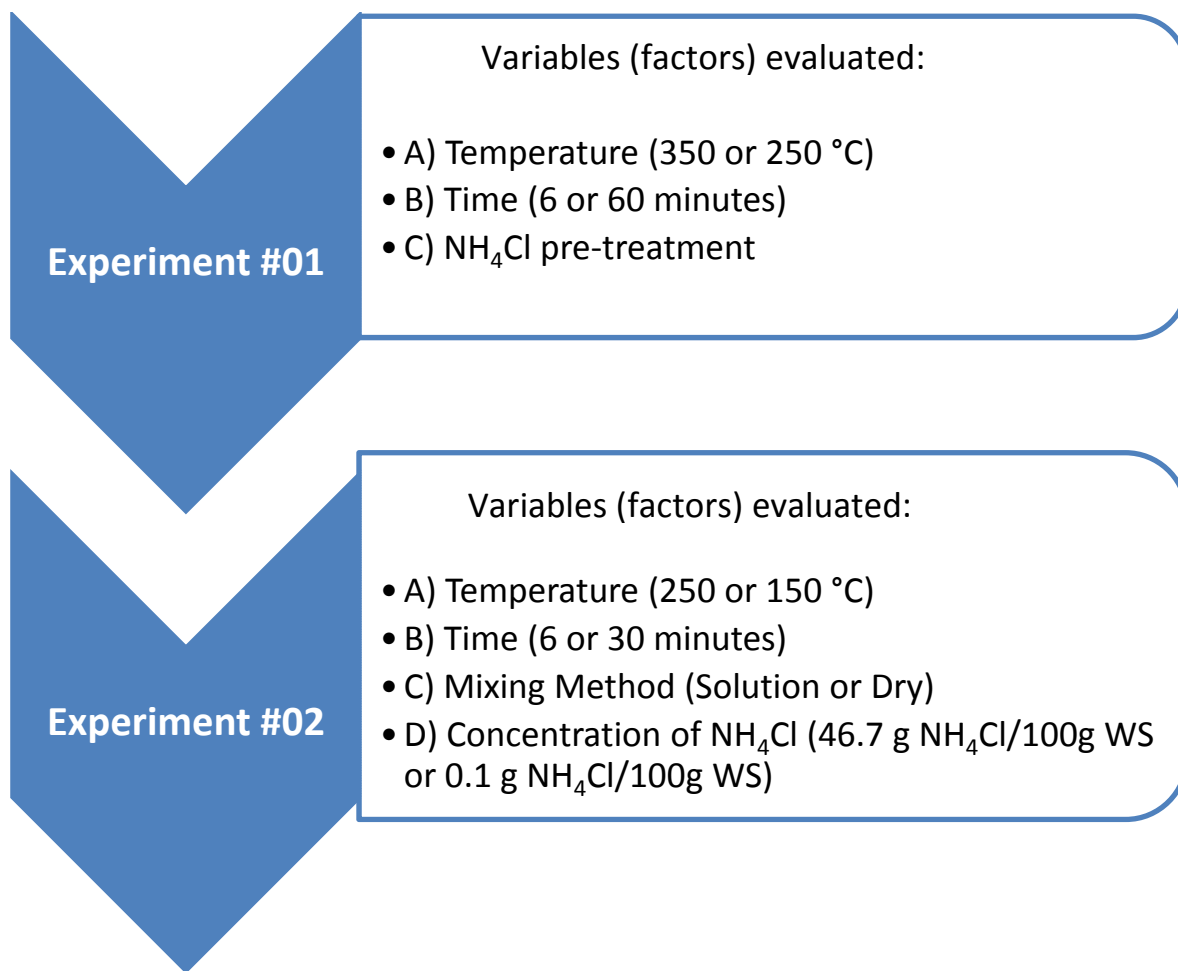 Variables (factors) evaluated:
• A) Temperature (350 or 250 °C)
• B) Time (6 or 60 minutes)
• C) NH₄Cl pre-treatment
Experiment #01
Variables (factors) evaluated:
• A) Temperature (250 or 150 °C)
• B) Time (6 or 30 minutes)
• C) Mixing Method (Solution or Dry)
• D) Concentration of NH₄Cl (46.7 g NH₄Cl/100g WS
or 0.1 g NH₄Cl/100g WS)
Experiment #02